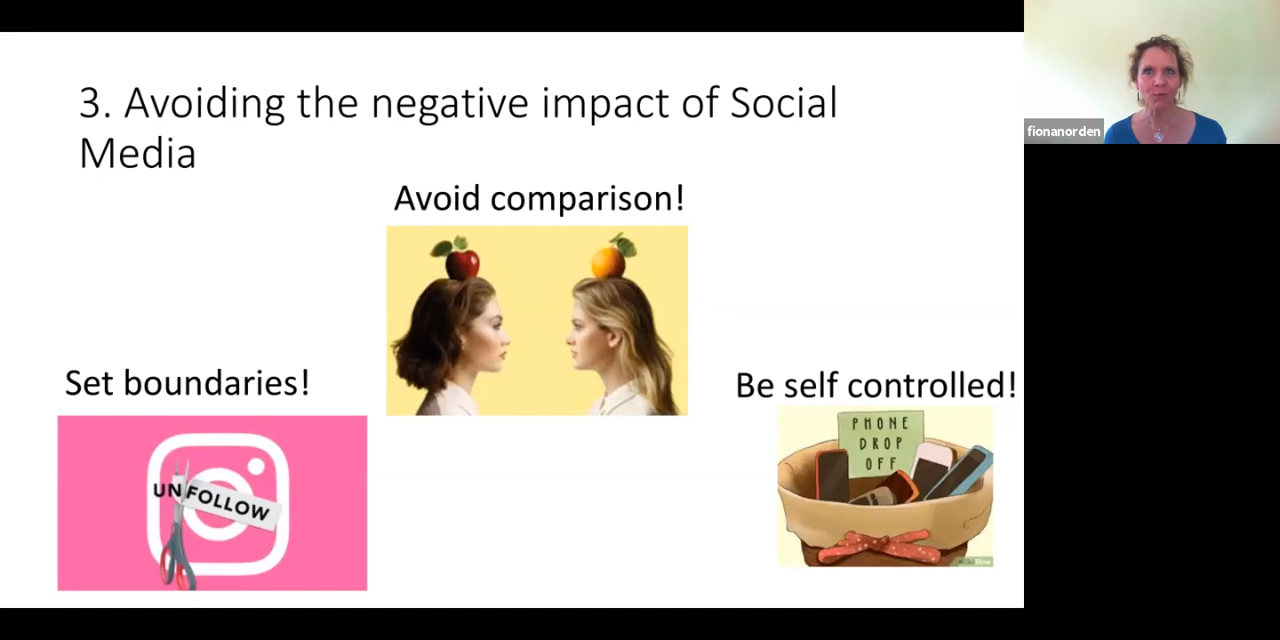 3. Avoiding the negative impact of Social
Media
fionanorden
Avoid comparison!
Set boundaries!
Be self controlled!
UNFOLLOW
PHONE
DROP
OFF